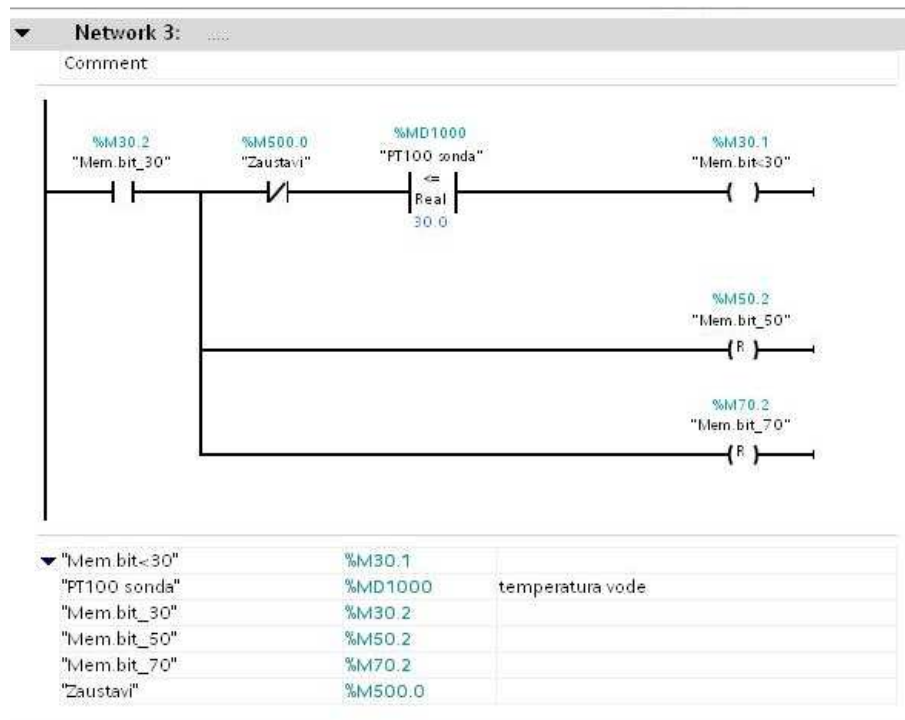 Network 3: .....
Comment
%M30.2 %M500.0 %MD1000 %M30.1
"Mem.bit_30" "Zaustavi" "PT100 sonda" "Mem.bit<30"
<=
Real
30.0
%M50.2
"Mem.bit_50"
R
%M70.2
"Mem.bit_70"
R
"Mem.bit<30" %M30.1
"PT100 sonda" %MD1000 temperatura vode
"Mem.bit_30" %M30.2
"Mem.bit_50" %M50.2
"Mem.bit_70" %M70.2
"Zaustavi" %M500.0